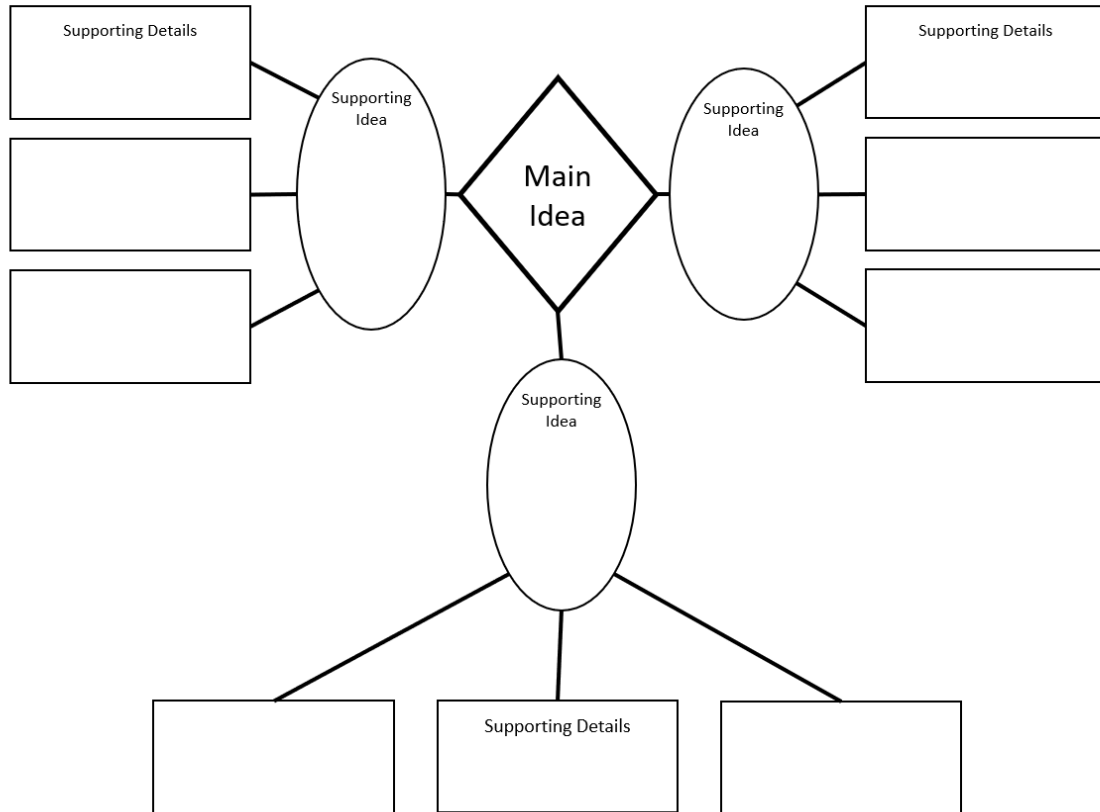 Supporting Details
Supporting
Idea
Main
Idea
Supporting
Idea
Supporting Details
Supporting
Idea
Supporting Details